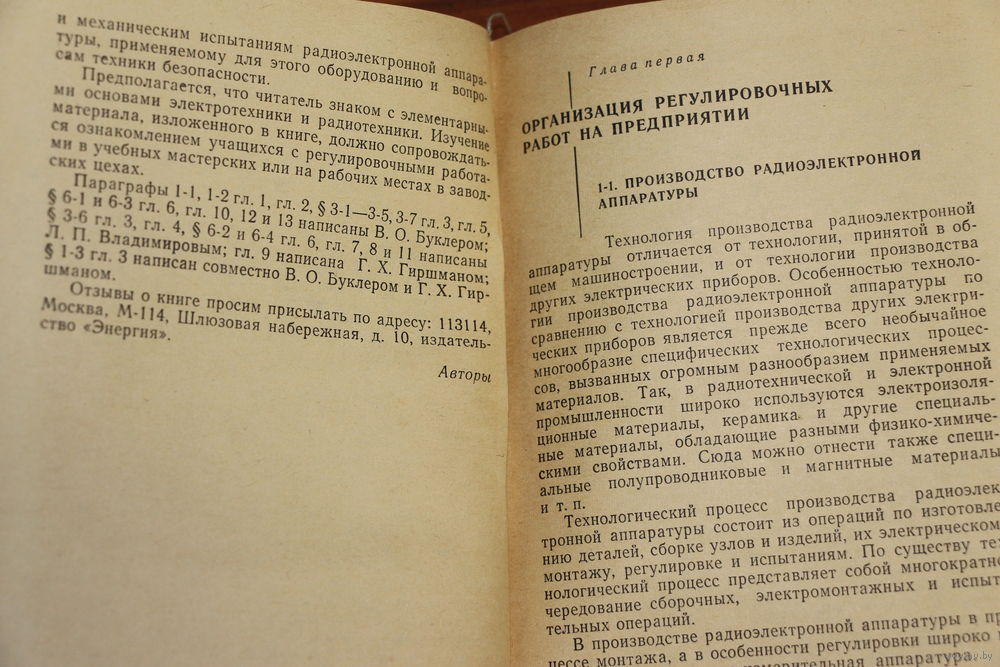 и механическим испытаниям радиоэлектронной аппара-
туры, применяемому для этого оборудованию и вопро-
сам техники безопасности.
Предполагается, что читатель знаком с элементарны-
ми основами электротехники и радиотехники. Изучение
материала, изложенного в книге, должно сопровождать-
ся ознакомлением учащихся с регулировочными работа-
ми в учебных мастерских или на рабочих местах в завод-
ских цехах.
Параграфы 1-1, 1-2 гл. 1, гл. 2, § 3-1—3-5, 3-7 гл. 3, гл. 5,
§ 6-1 и 6-3 гл. 6, гл. 10, 12 и 13 написаны В. О. Буклером;
§ 3-6 гл. 3, гл. 4, § 6-2 и 6-4 гл. 6, гл. 7, 8 и 11 написаны
Л. П. Владимировым; гл. 9 написана Г. Х. Гиршманом;
§ 1-3 гл. 3 написан совместно В. О. Буклером и Г. Х. Гир-
шманом.
Отзывы о книге просим присылать по адресу: 113114,
Москва, М-114, Шлюзовая набережная, д. 10, издатель-
ство «Энергия».
Авторы
Глава первая
ОРГАНИЗАЦИЯ РЕГУЛИРОВОЧНЫХ
РАБОТ НА ПРЕДПРИЯТИИ
1-1. ПРОИЗВОДСТВО РАДИОЭЛЕКТРОННОЙ
АППАРАТУРЫ
Технология производства радиоэлектронной
аппаратуры отличается от технологии, принятой в об-
щем машиностроении, и от технологии производства
других электрических приборов. Особенностью техноло-
гии производства радиоэлектронной аппаратуры по
сравнению с технологией производства других электри-
ческих приборов является прежде всего необычайное
многообразие специфических технологических процес-
сов, вызванных огромным разнообразием применяемых
материалов. Так, в радиотехнической и электронной
промышленности широко используются электроизоля-
ционные материалы, керамика и другие специаль-
ные материалы, обладающие разными физико-химиче-
скими свойствами. Сюда можно отнести также специ-
альные полупроводниковые и магнитные материалы
и т. п.
Технологический процесс производства радиоэлек
тронной аппаратуры состоит из операций по изготовле
нию деталей, сборке узлов и изделий, их электрическом
монтажу, регулировке и испытаниям. По существу тех
нологический процесс представляет собой многократно
чередование сборочных, электромонтажных и испыт
тельных операций.
В производстве радиоэлектронной аппаратуры в пр
цессе монтажа, а в особенности регулировки широко
измерительная аппаратура.